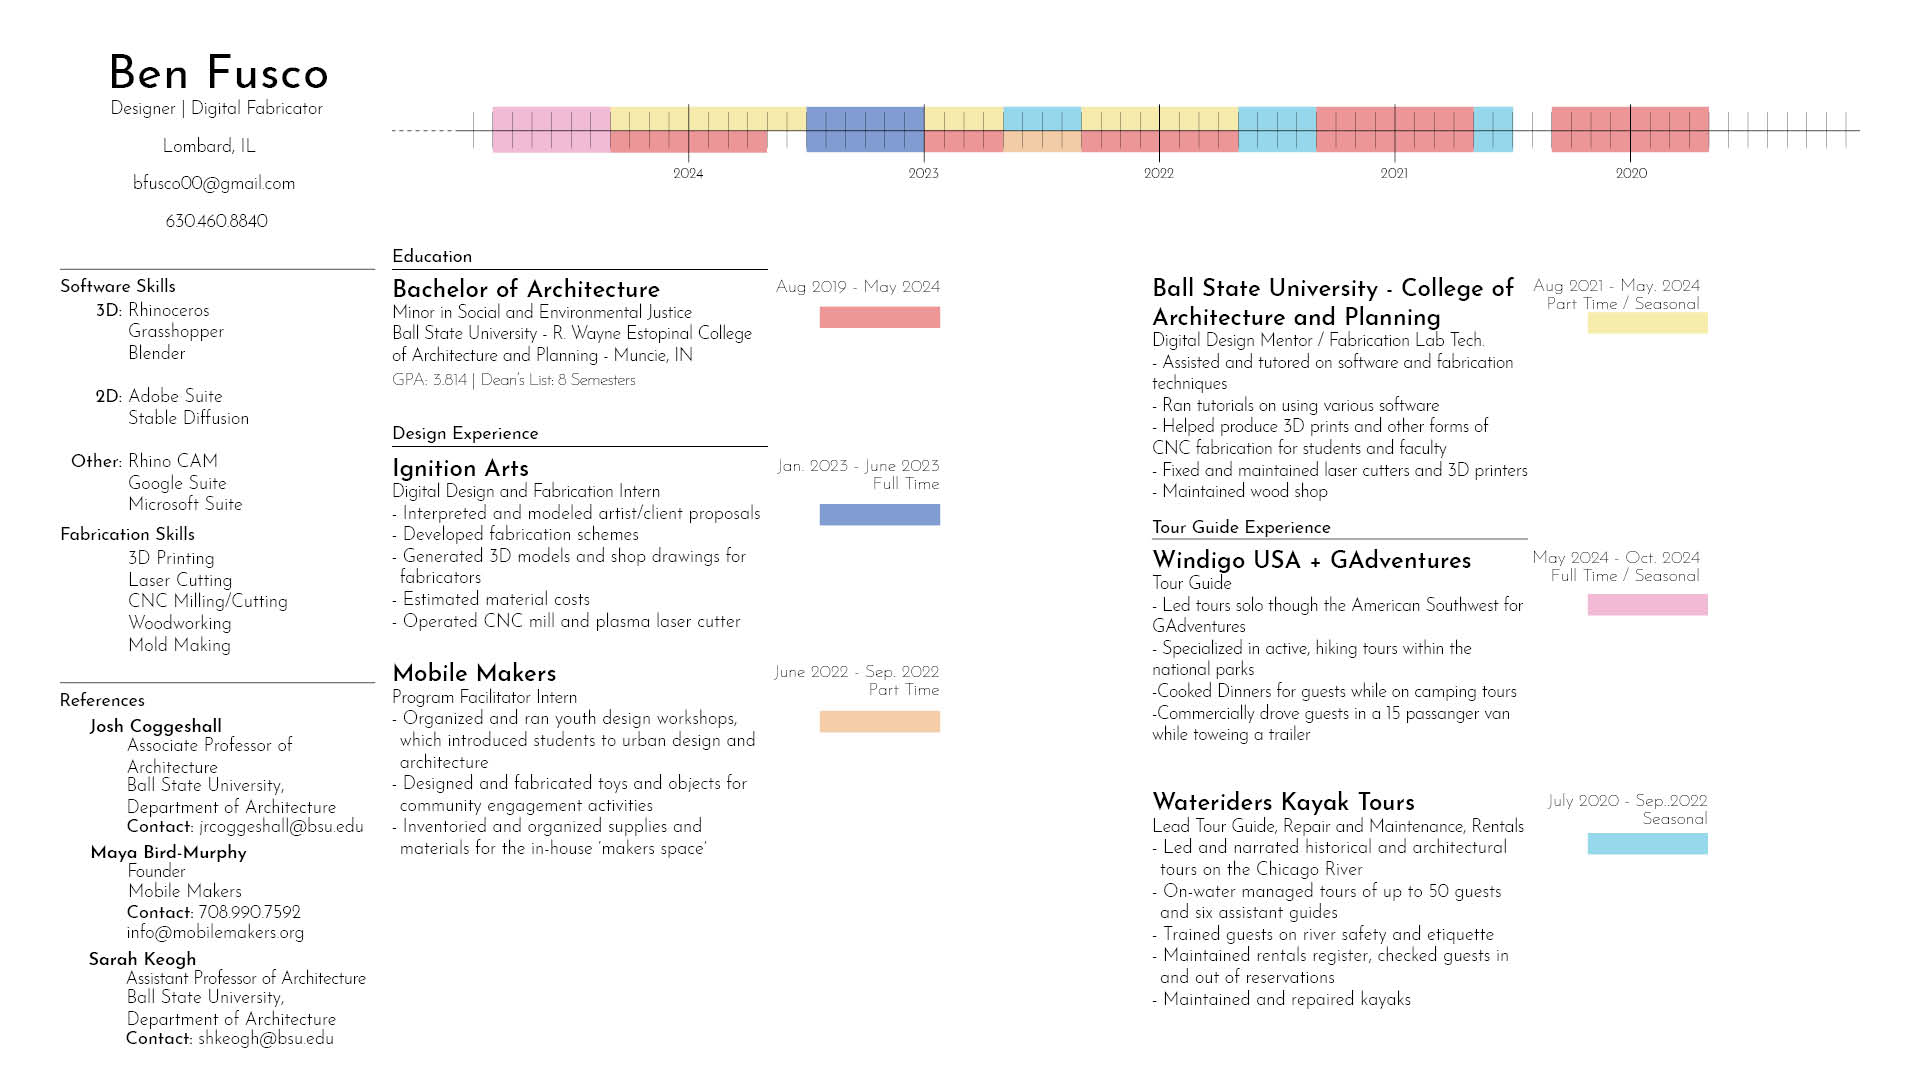 Ben Fusco
Designer | Digital Fabricator
Lombard, IL
bfusco00@gmail.com
630.460.8840
2024
2023
2022
2021
2020
Software Skills
3D: Rhinoceros
Grasshopper
Blender
2D: Adobe Suite
Stable Diffusion
Other: Rhino CAM
Google Suite
Microsoft Suite
Fabrication Skills
3D Printing
Laser Cutting
CNC Milling/Cutting
Woodworking
Mold Making
References
Josh Coggeshall
Associate Professor of
Architecture
Ball State University,
Department of Architecture
Contact: jrcoggeshall@bsu.edu
Maya Bird-Murphy
Founder
Mobile Makers
Contact: 708.990.7592
info@mobilemakers.org
Sarah Keogh
Assistant Professor of Architecture
Ball State University,
Department of Architecture
Contact: shkeogh@bsu.edu
Education
Bachelor of Architecture
Aug 2019 - May 2024
Minor in Social and Environmental Justice
Ball State University - R. Wayne Estopinal College
of Architecture and Planning - Muncie, IN
GPA: 3.814 | Dean's List: 8 Semesters
Design Experience
Ignition Arts
Jan. 2023 - June 2023
Full Time
Digital Design and Fabrication Intern
- Interpreted and modeled artist/client proposals
- Developed fabrication schemes
- Generated 3D models and shop drawings for
fabricators
- Estimated material costs
- Operated CNC mill and plasma laser cutter
Mobile Makers
June 2022 - Sep. 2022
Part Time
Program Facilitator Intern
- Organized and ran youth design workshops,
which introduced students to urban design and
architecture
- Designed and fabricated toys and objects for
community engagement activities
- Inventoried and organized supplies and
materials for the in-house 'makers space'
Ball State University - College of
Architecture and Planning
Aug 2021 - May. 2024
Part Time / Seasonal
Digital Design Mentor / Fabrication Lab Tech.
- Assisted and tutored on software and fabrication
techniques
- Ran tutorials on using various software
- Helped produce 3D prints and other forms of
CNC fabrication for students and faculty
- Fixed and maintained laser cutters and 3D printers
- Maintained wood shop
Tour Guide Experience
Windigo USA + GAdventures
May 2024 - Oct. 2024
Full Time / Seasonal
Tour Guide
- Led tours solo though the American Southwest for
GAdventures
- Specialized in active, hiking tours within the
national parks
-Cooked Dinners for guests while on camping tours
-Commercially drove guests in a 15 passanger van
while toweing a trailer
Wateriders Kayak Tours
July 2020 - Sep..2022
Seasonal
Lead Tour Guide, Repair and Maintenance, Rentals
- Led and narrated historical and architectural
tours on the Chicago River
- On-water managed tours of up to 50 guests
and six assistant guides
- Trained guests on river safety and etiquette
- Maintained rentals register, checked guests in
and out of reservations
- Maintained and repaired kayaks